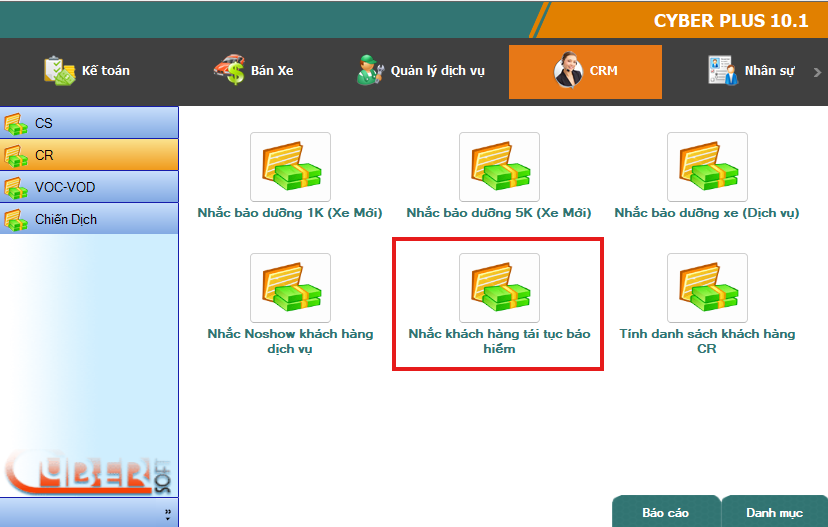 CYBER PLUS 10.1
Kế toán
Bán Xe
Quản lý dịch vụ
CRM
Nhân sự
CS
CR
VOC-VOD
Chiến Dịch
Nhắc bảo dưỡng 1K (Xe Mới)
Nhắc bảo dưỡng 5K (Xe Mới)
Nhắc bảo dưỡng xe (Dịch vụ)
Nhắc Noshow khách hàng
dịch vụ
Nhắc khách hàng tái tục bảo
hiểm
Tính danh sách khách hàng
CR
CYBER
SOFT
Báo cáo
Danh mục